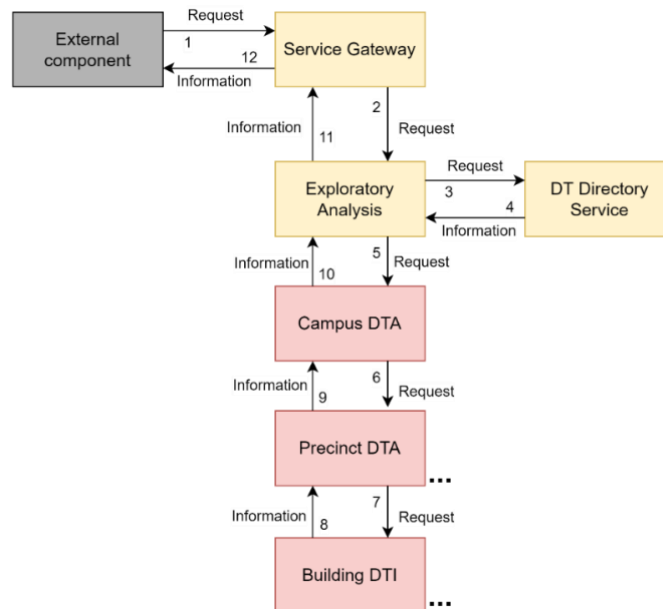 Request
External
component
1
12
Information
Service Gateway
2
Request
Information
11
Exploratory
Analysis
Request
3
4
Information
DT Directory
Service
5
Request
Information
10
Campus DTA
6
Request
Information
9
Precinct DTA
...
7
Request
Information
8
Building DTI
...